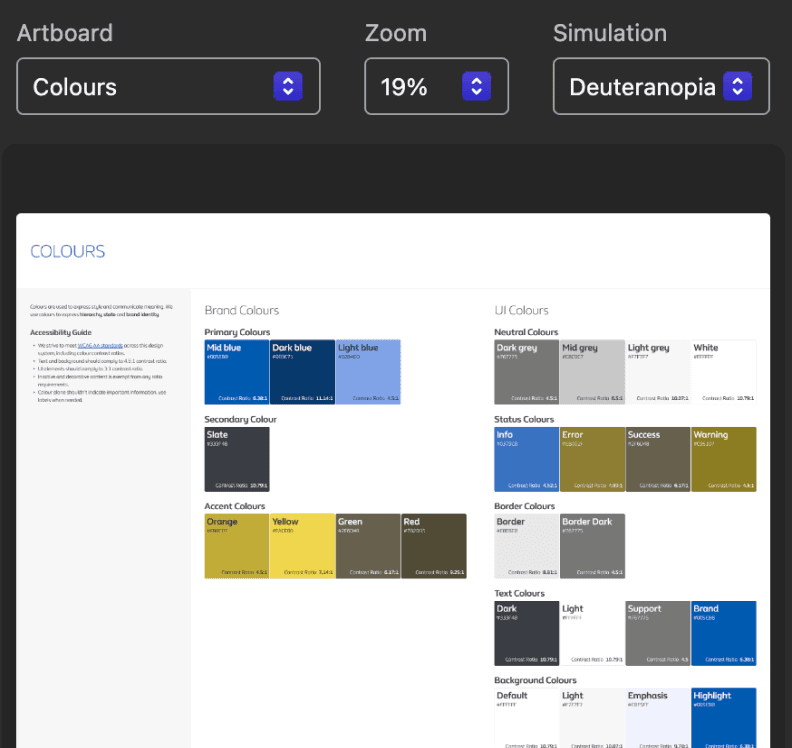 Artboard
Zoom
Simulation
Colours
19%
Deuteranopia
COLOURS
Colours are used to express style and communicate meaning. We
use colours to express hierarchy, state and brand identity.
Accessibility Guide
• We strive to meet WCAG AA standards across this design
system, including colour contrast ratios.
• Text and background should comply to 4.5:1 contrast ratio.
• UI elements should comply to 3:1 contrast ratio.
• Inactive and decorative content is exempt from any ratio
requirements.
• Colour alone shouldn't indicate important information, use
labels when needed.
Brand Colours
Primary Colours
Mid blue
Dark blue
Light blue
Contrast Ratio 6.38:1
Contrast Ratio 11.14:1
Contrast Ratio 4.5:1
Secondary Colour
Slate
#333F48
Contrast Ratio 10.79:1
Accent Colours
Orange
Yellow
Green
Red
Contrast Ratio 4.5:1
Contrast Ratio 7.14:1
Contrast Ratio 6.17:1
Contrast Ratio 9.25:1
UI Colours
Neutral Colours
Dark grey
Mid grey
Light grey
White
#FFFFFF
Contrast Ratio 4.5:1
Contrast Ratio 6.5:1
Contrast Ratio 10.07:1
Contrast Ratio 10.79:1
Status Colours
Info
Error
Success
Warning
Contrast Ratio 4.52:1
Contrast Ratio
Contrast Ratio 6.17:1
Contrast Ratio 4.6:1
Border Colours
Border
Border Dark
Contrast Ratio 8.81:1
Contrast Ratio 4.5:1
Text Colours
Dark
Light
Support
Brand
#333F48
Contrast Ratio 10.79:1
Contrast Ratio 10.79:1
Contrast Ratio 4.5
Contrast Ratio 6.38:1
Background Colours
Default
Light
Emphasis
Highlight
#FFFFFF
Contrast Ratio 10.79:1
Contrast Ratio 10.07:1
Contrast Ratio 9.78:1
Contrast Ratio 6.38:1